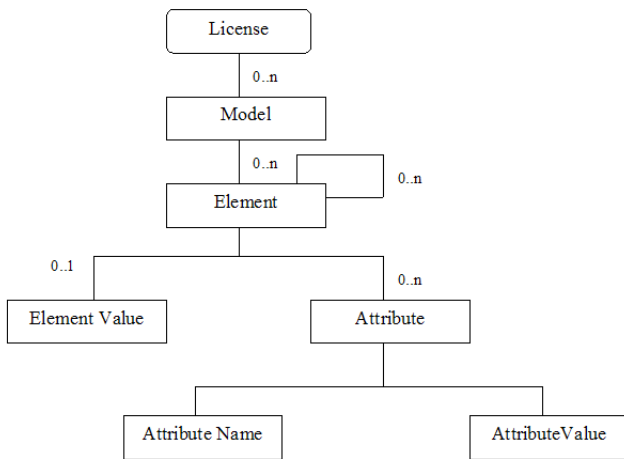 License
0..n
Model
0..n
0..n
Element
0..1
0..n
Element Value
Attribute
Attribute Name
AttributeValue